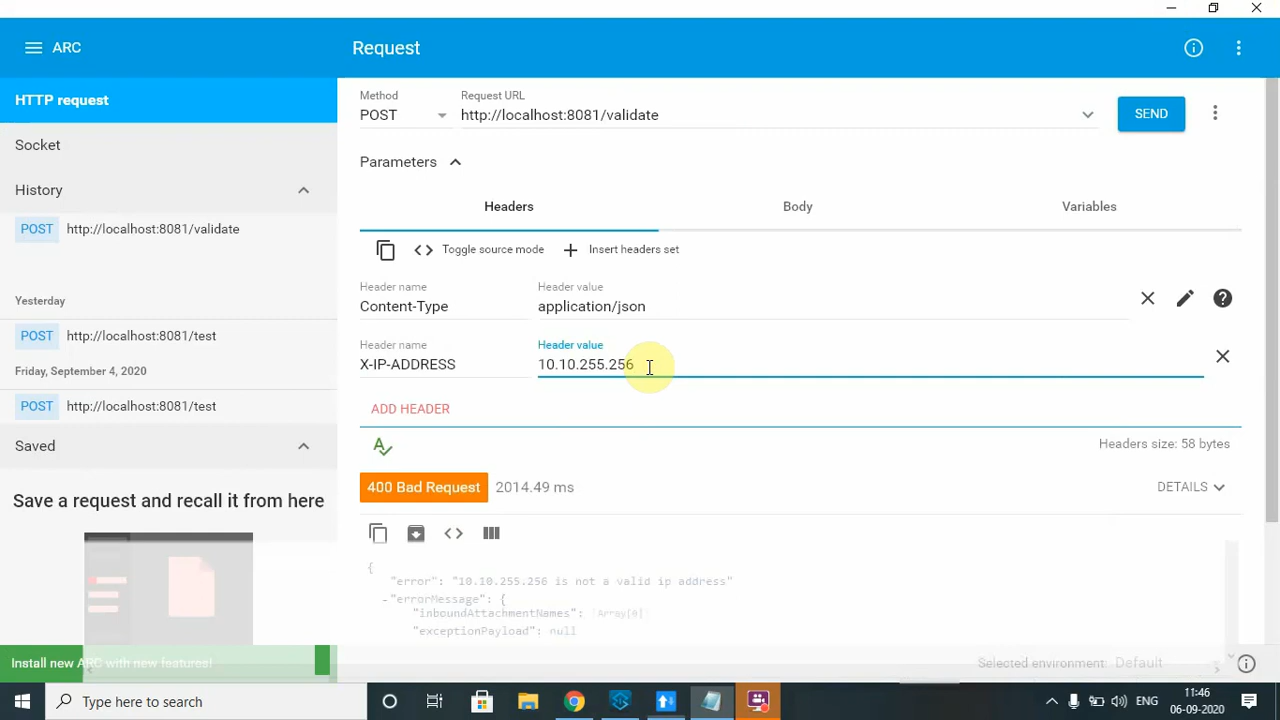 ARC
Request
HTTP request
Socket
History
POST http://localhost:8081/validate
Yesterday
POST http://localhost:8081/test
Friday, September 4, 2020
POST http://localhost:8081/test
Saved
Save a request and recall it from here
Install new ARC with new features!
Method
POST
Request URL
http://localhost:8081/validate
SEND
Parameters
Headers Body Variables
Toggle source mode Insert headers set
Header name Header value
Content-Type application/json
Header name Header value
X-IP-ADDRESS 10.10.255.256
ADD HEADER
Headers size: 58 bytes
400 Bad Request 2014.49 ms DETAILS
{
"error": "10.10.255.256 is not a valid ip address"
-"errorMessage": {
"inboundAttachmentNames": Array[0]
"exceptionPayload": null
Selected environment: Default
Type here to search
ENG
11:46
06-09-2020